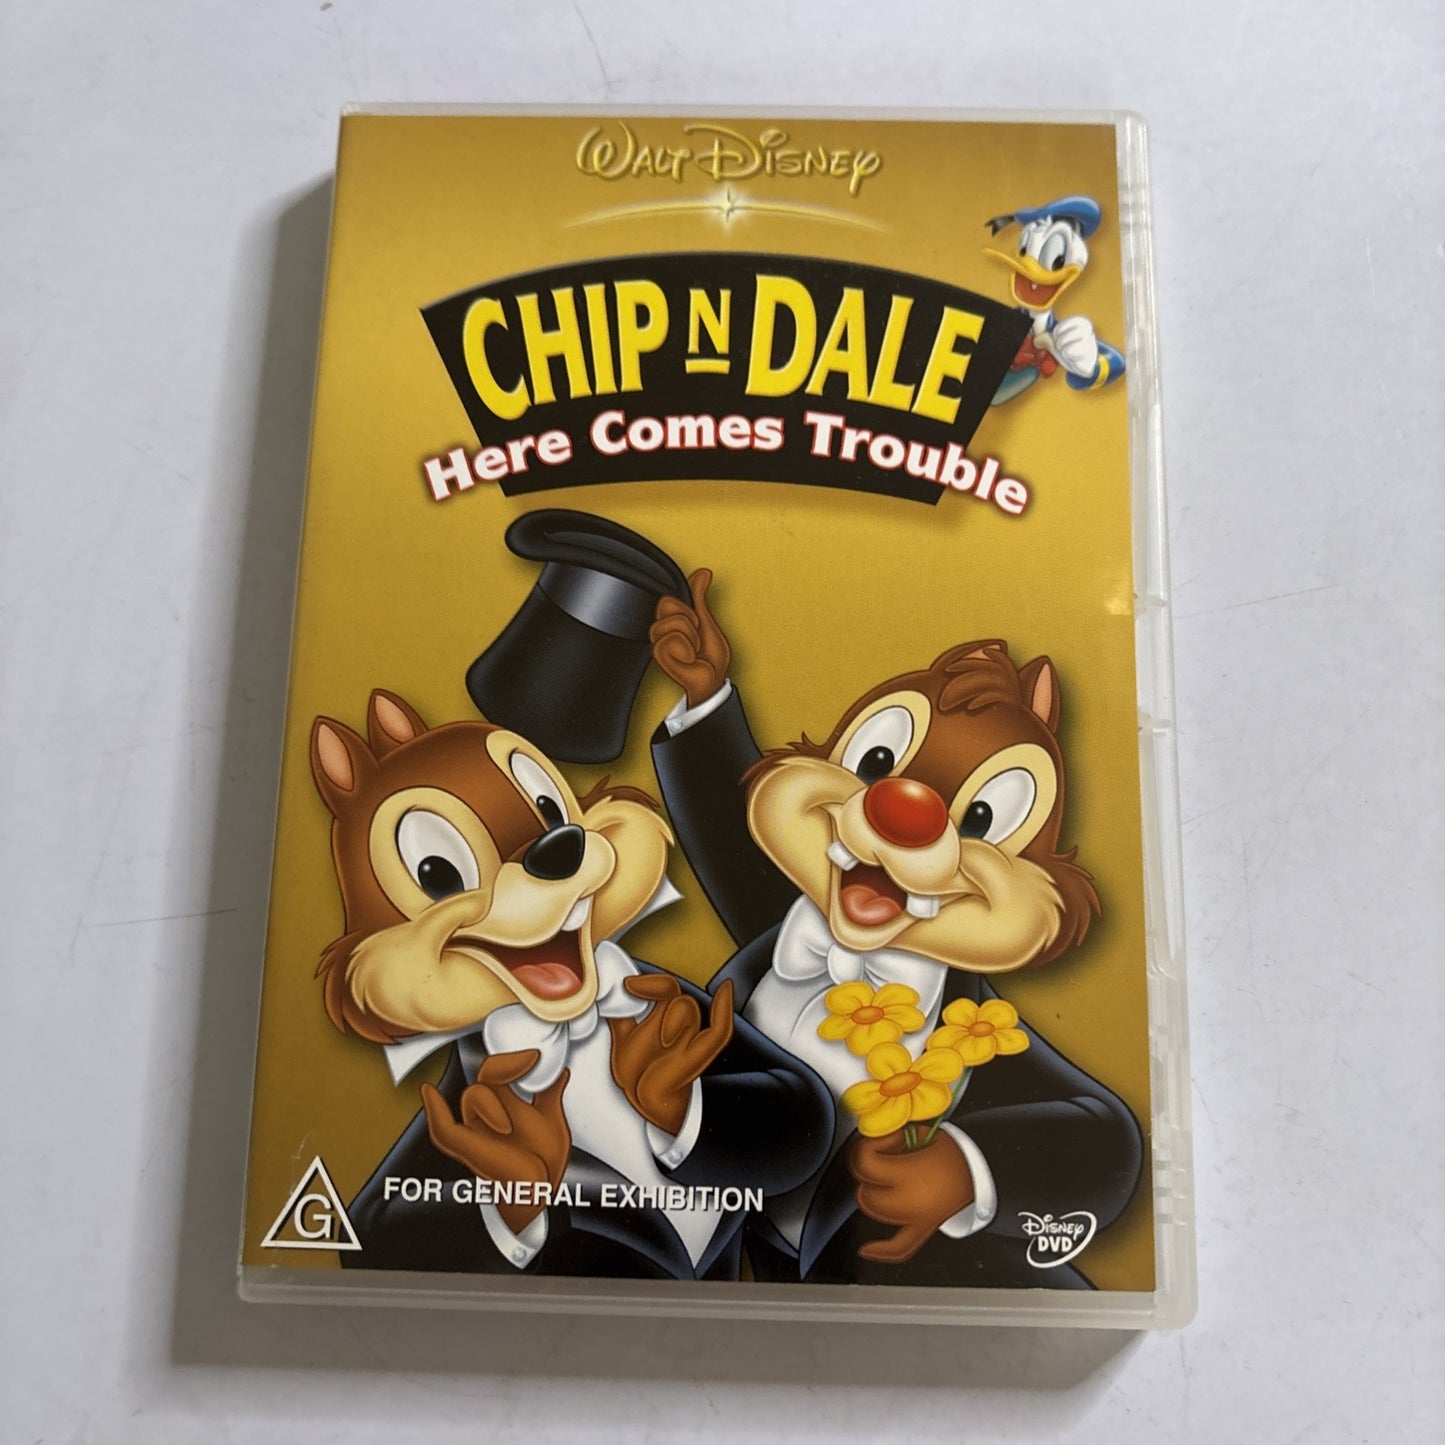 WALT DISNEY
CHIP N DALE
Here Comes Trouble
FOR GENERAL EXHIBITION
G
DISNEY
DVD